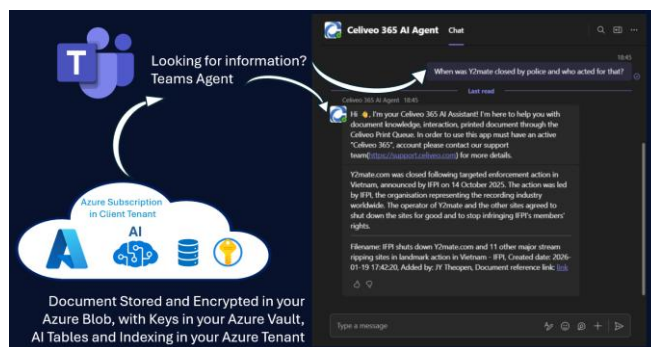 Looking for information?
Teams Agent
T
Azure Subscription
in Client Tenant
AI
Document Stored and Encrypted in your
Azure Blob, with Keys in your Azure Vault,
AI Tables and Indexing in your Azure Tenant
Celiveo 365 AI Agent Chat
18:45
When was Y2mate closed by police and who acted for that?
Last read
Celiveo 365 AI Agent 18:45
Hi 👋, I'm your Celiveo 365 AI Assistant! I'm here to help you with
document knowledge, interaction, printed document through the
Celiveo Print Queue. In order to use this app must have an active
"Celiveo 365", account please contact our support
team(https://support.celiveo.com) for more details.
Y2mate.com was closed following targeted enforcement action in
Vietnam, announced by IFPI on 14 October 2025. The action was led
by IFPI, the organisation representing the recording industry
worldwide. The operator of Y2mate and the other sites agreed to
shut down the sites for good and to stop infringing IFPI's members'
rights.
Filename: IFPI shuts down Y2mate.com and 11 other major stream
ripping sites in landmark action in Vietnam - IFPI, Created date: 2026-
01-19 17:42:20, Added by: JY Theopen, Document reference link: link
Type a message